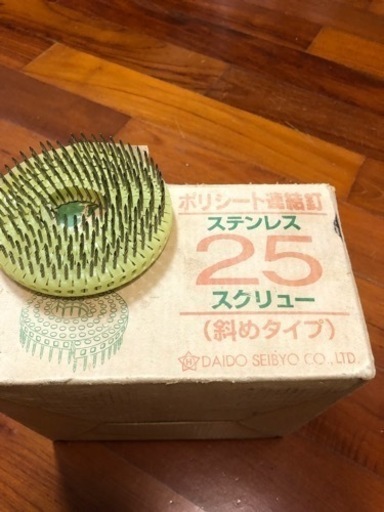 ポリシート連結釘
ステンレス
25
スクリュー
(斜めタイプ)
DAIDO SEIBYO CO., LTD.